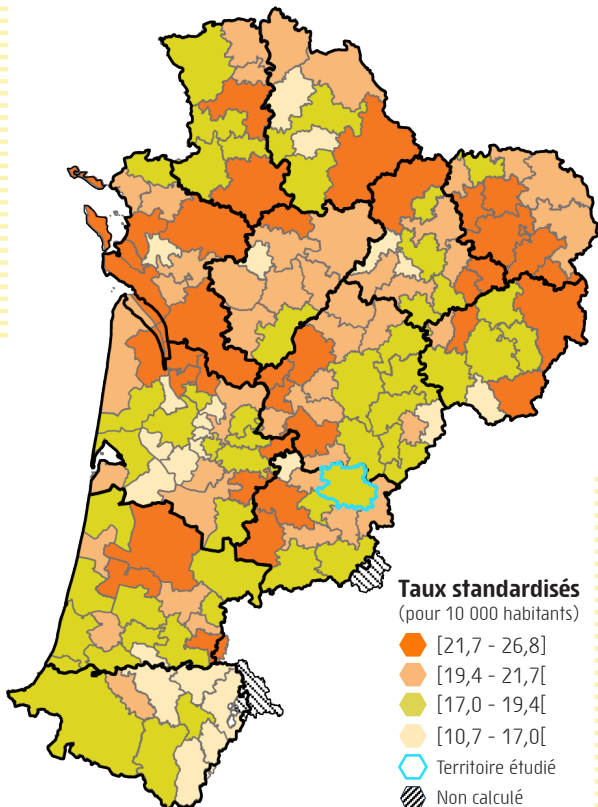 Taux standardisés
(pour 10 000 habitants)
[21,7 - 26,8]
[19,4 - 21,7[
[17,0 - 19,4[
[10,7 - 17,0[
Territoire étudié
Non calculé